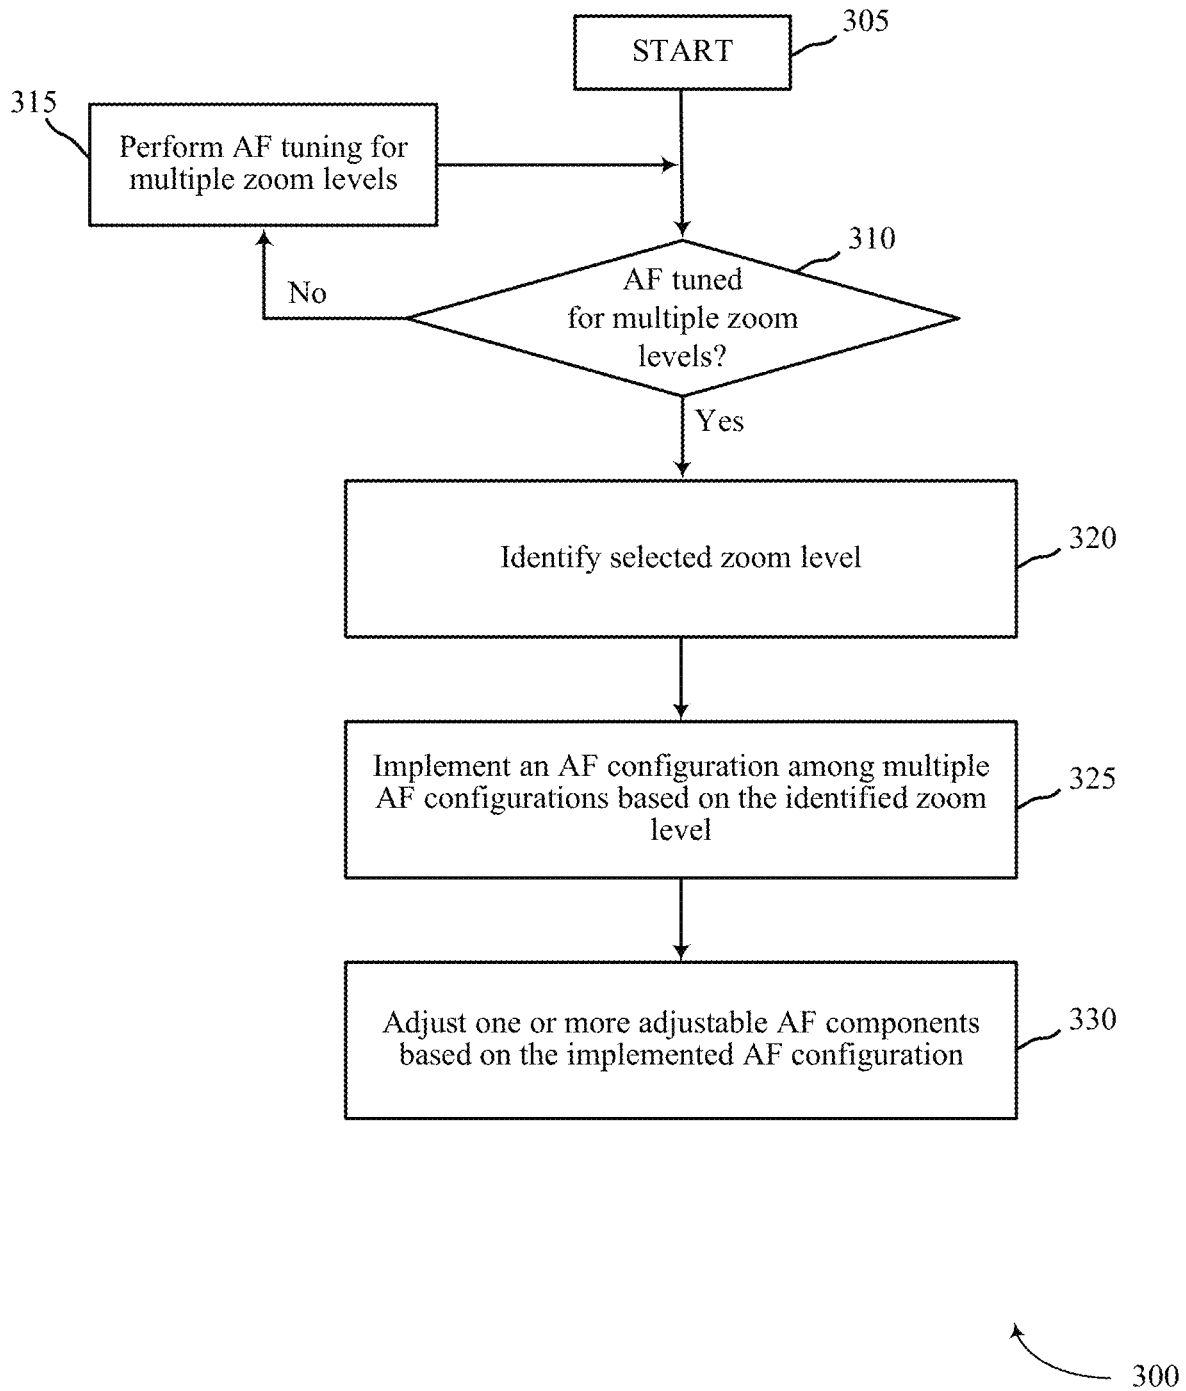 START
305
315
Perform AF tuning for
multiple zoom levels
310
AF tuned
for multiple zoom
levels?
No
Yes
320
Identify selected zoom level
325
Implement an AF configuration among multiple
AF configurations based on the identified zoom
level
330
Adjust one or more adjustable AF components
based on the implemented AF configuration
300